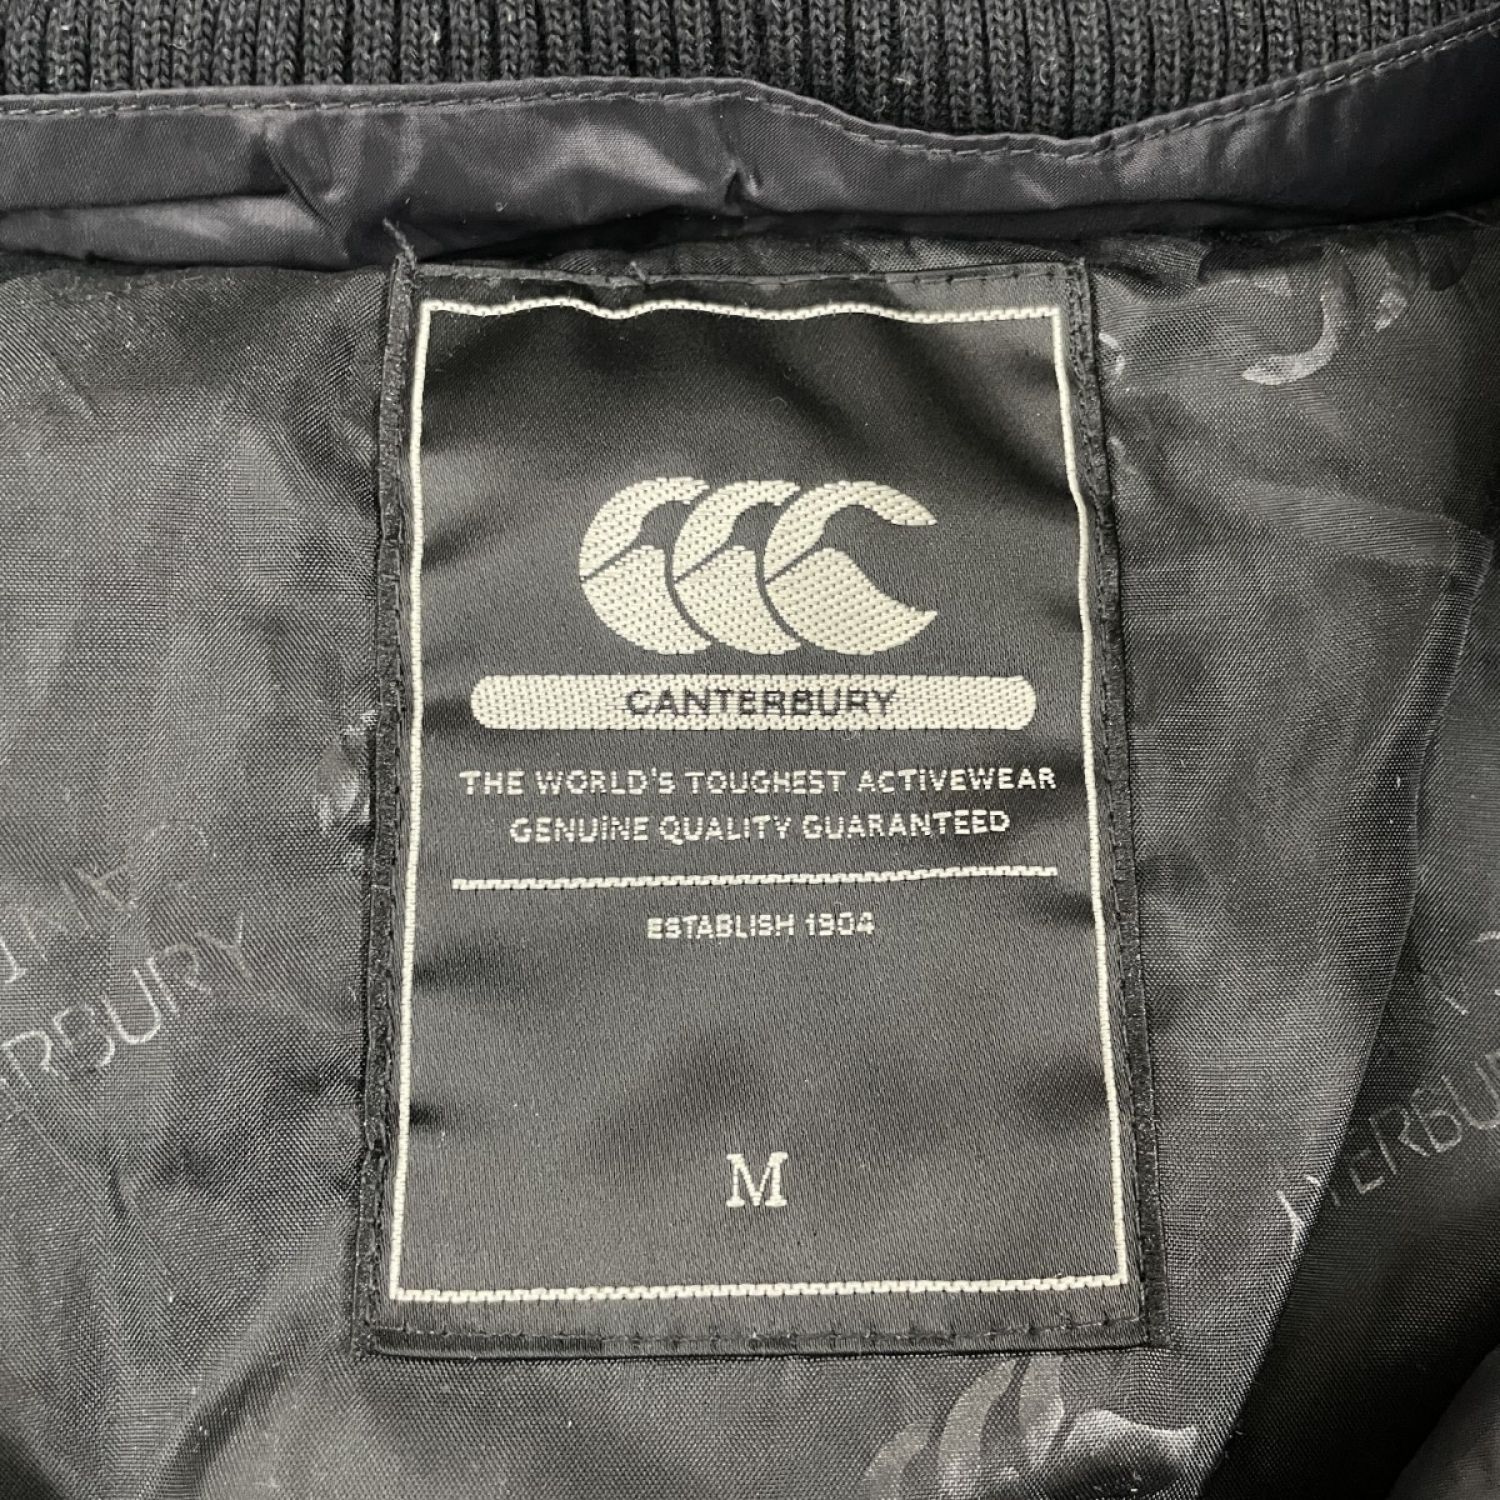 CANTERBURY
THE WORLD'S TOUGHEST ACTIVEWEAR
GENUINE QUALITY GUARANTEED
ESTABLISH 1904
M